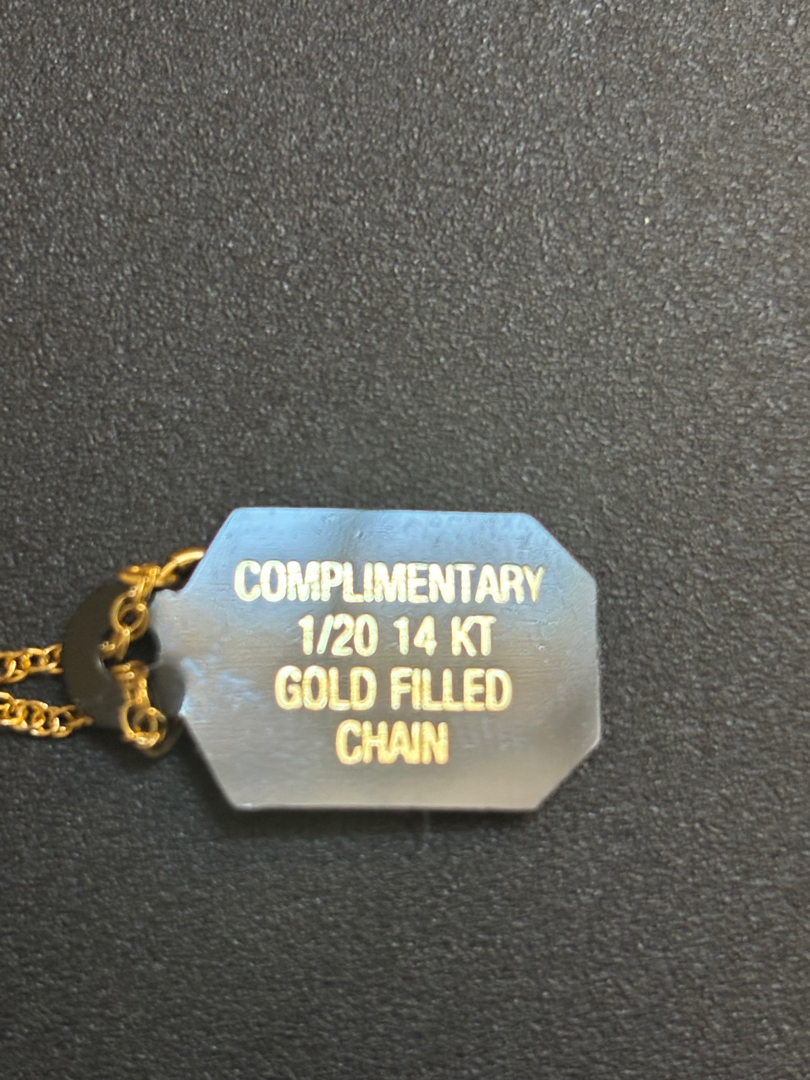 COMPLIMENTARY
1/20 14 KT
GOLD FILLED
CHAIN